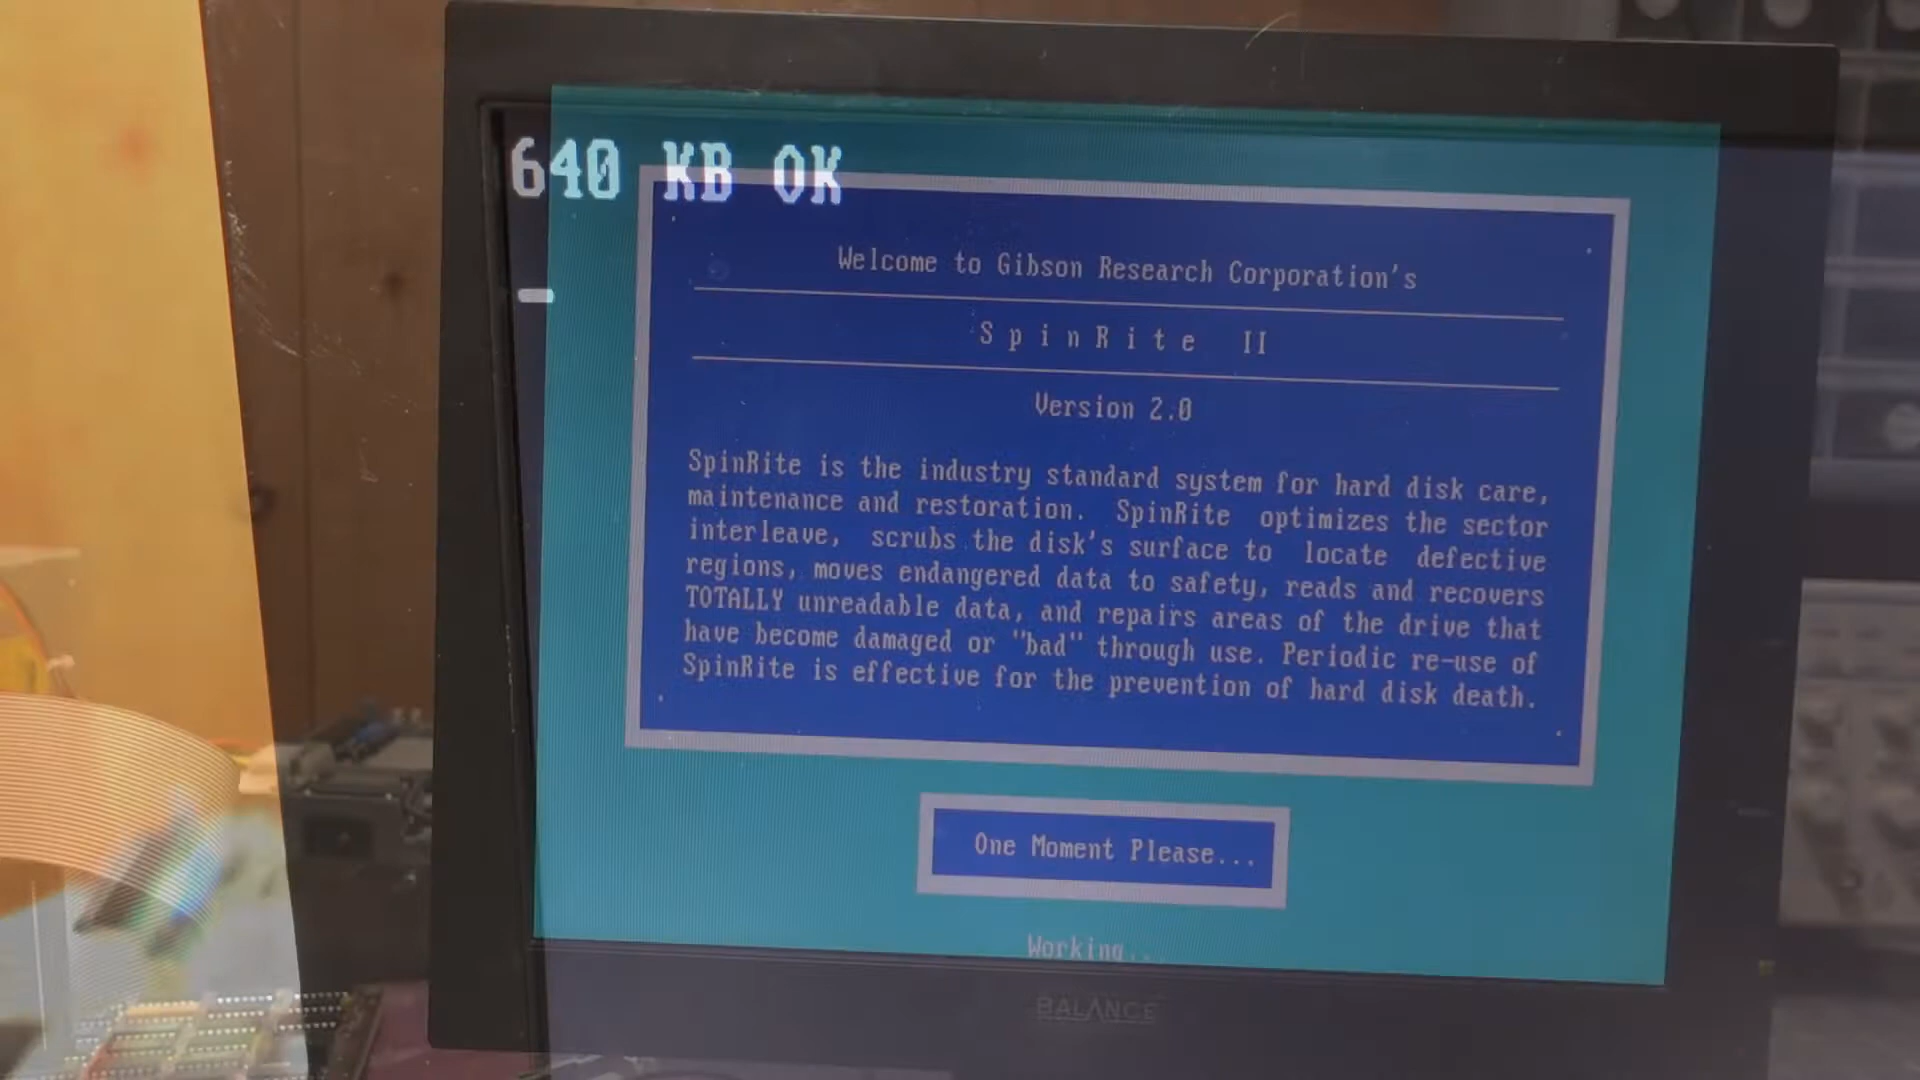 640 KB OK
Welcome to Gibson Research Corporation's
SpinRite II
Version 2.0
SpinRite is the industry standard system for hard disk care,
maintenance and restoration. SpinRite optimizes the sector
interleave, scrubs the disk's surface to locate defective
regions, moves endangered data to safety, reads and recovers
TOTALLY unreadable data, and repairs areas of the drive that
have become damaged or "bad" through use. Periodic re-use of
SpinRite is effective for the prevention of hard disk death.
One Moment Please...
Working...
BALANCE